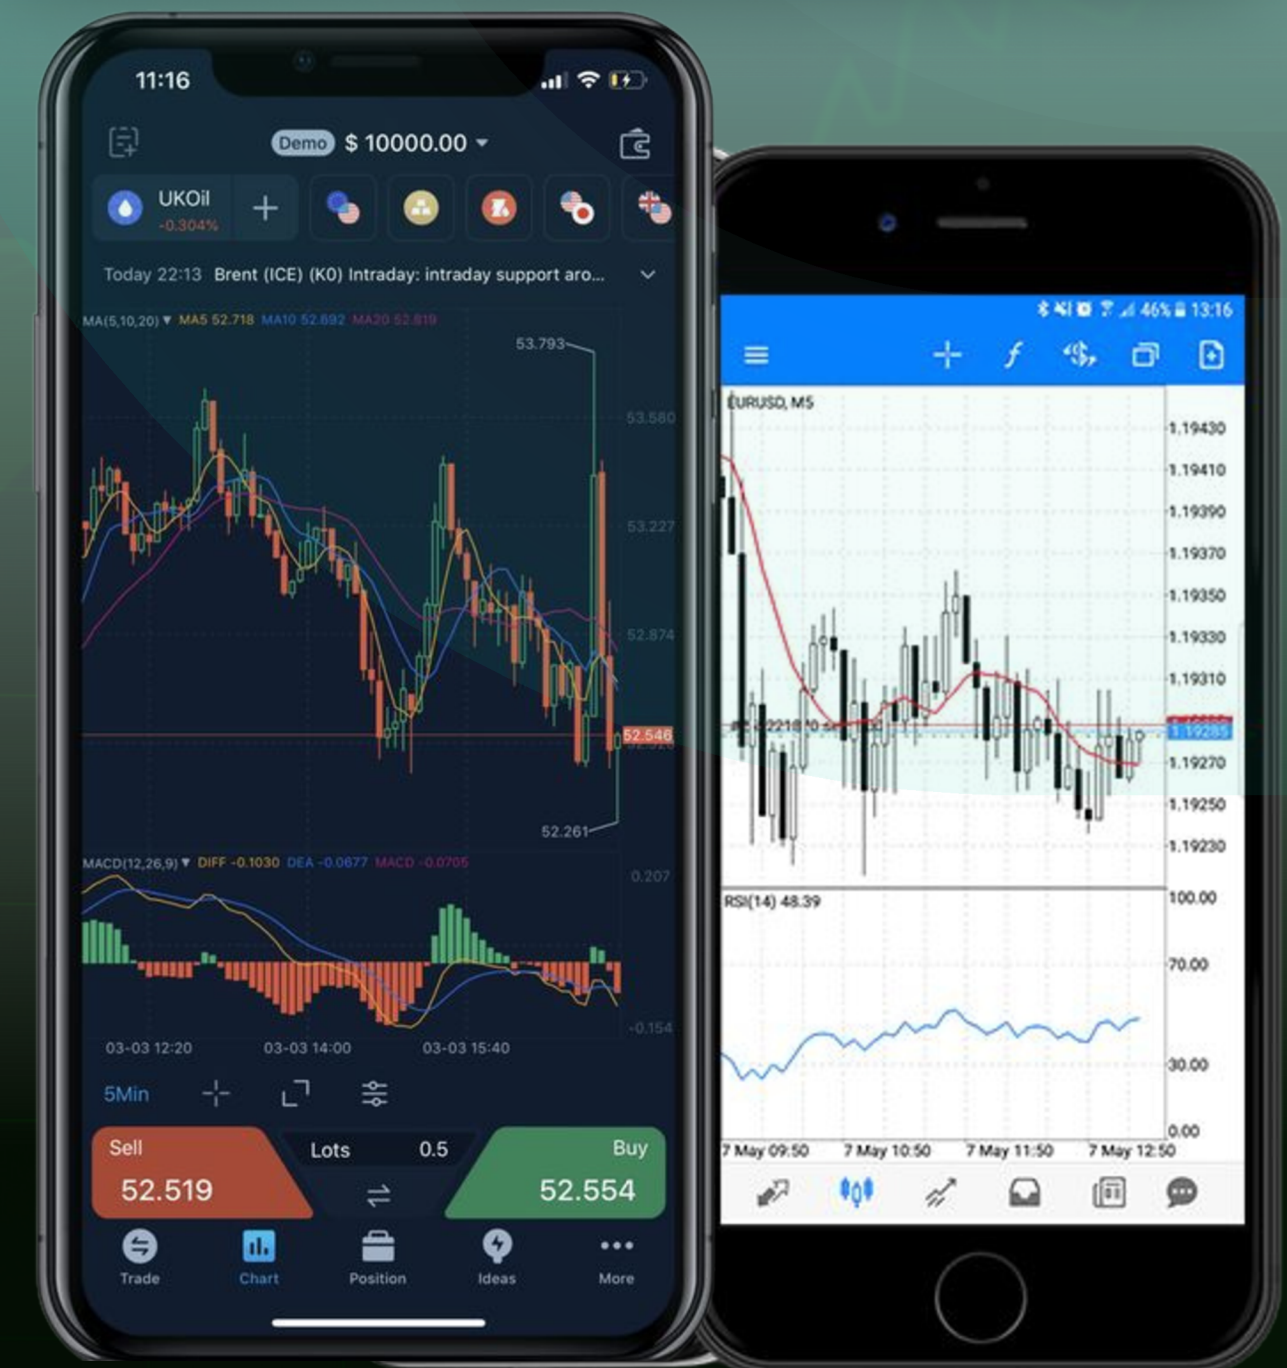 11:16
Demo $ 10000.00
UKOil
-0.304%
Today 22:13 Brent (ICE) (K0) Intraday: intraday support aro...
MA(5,10,20) MA5 52.718 MA10 52.692 MA20 52.819
53.793
53.580
53.227
52.874
52.546
52.261
MACD(12,26,9) DIFF -0.1030 DEA -0.0677 MACD -0.0705
0.207
-0.154
03-03 12:20 03-03 14:00 03-03 15:40
5Min
Sell Lots 0.5 Buy
52.519 52.554
Trade Chart Position Ideas More
46% 13:16
EURUSD, M5
1.19430
1.19410
1.19390
1.19370
1.19350
1.19330
1.19310
1.19285
1.19270
1.19250
1.19230
RSI(14) 48.39
100.00
70.00
30.00
0.00
7 May 09:50 7 May 10:50 7 May 11:50 7 May 12:50